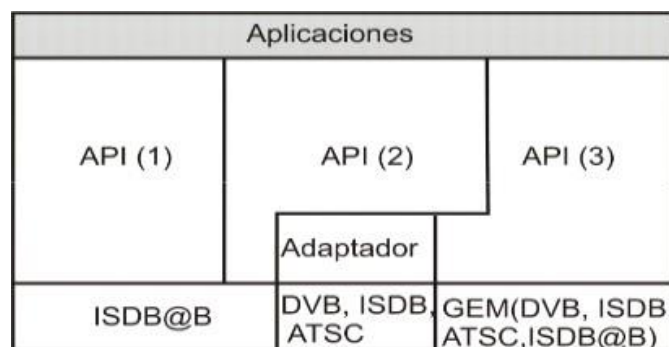 Aplicaciones
API (1)
API (2)
API (3)
Adaptador
ISDB@B
DVB, ISDB,
ATSC
GEM(DVB, ISDB
ATSC,ISDB@B)